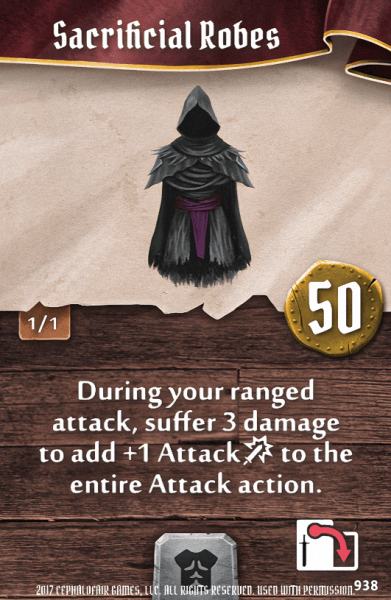 Sacrificial Robes
50
1/1
During your ranged
attack, suffer 3 damage
to add +1 Attack to the
entire Attack action.
2017 CEPHALOFAIR GAMES, LLC. ALL RIGHTS RESERVED. USED WITH PERMISSION. 938